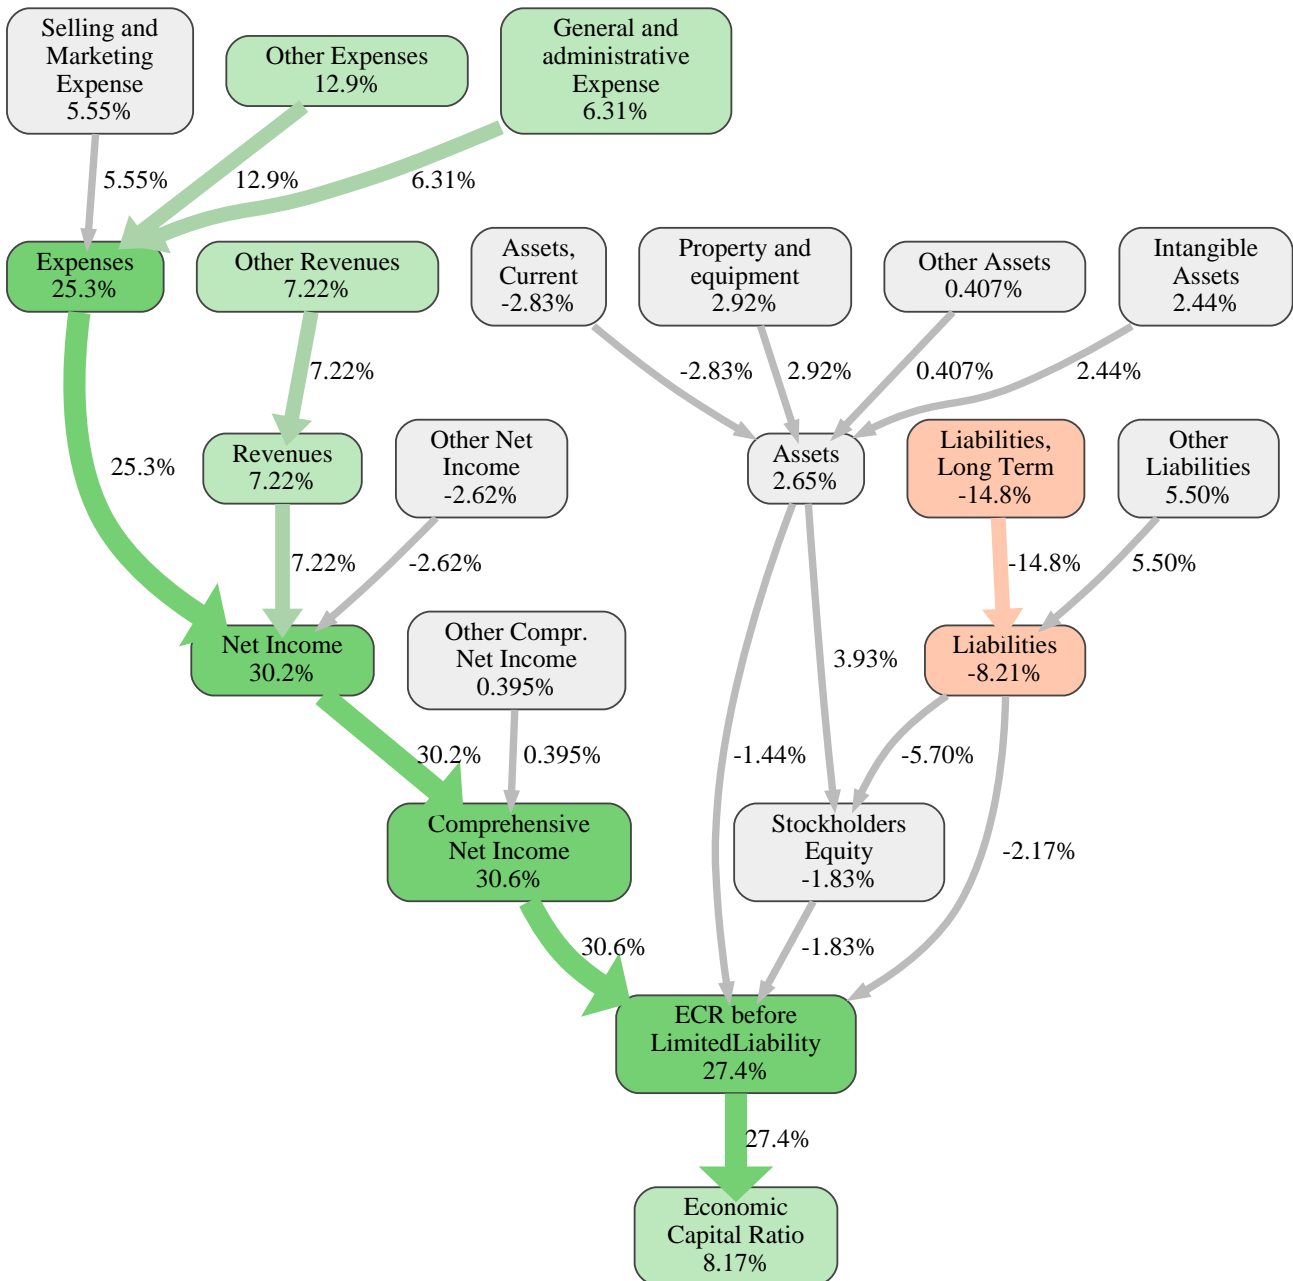 Selling and
Marketing
Expense
5.55%
Other Expenses
12.9%
General and
administrative
Expense
6.31%
5.55%
12.9%
6.31%
Expenses
25.3%
Other Revenues
7.22%
Assets,
Current
-2.83%
Property and
equipment
2.92%
Other Assets
0.407%
Intangible
Assets
2.44%
7.22%
-2.83%
2.92%
0.407%
2.44%
25.3%
Revenues
7.22%
Other Net
Income
-2.62%
Assets
2.65%
Liabilities,
Long Term
-14.8%
Other
Liabilities
5.50%
7.22%
-2.62%
-14.8%
5.50%
Net Income
30.2%
Other Compr.
Net Income
0.395%
3.93%
Liabilities
-8.21%
30.2%
0.395%
-1.44%
-5.70%
Comprehensive
Net Income
30.6%
Stockholders
Equity
-1.83%
-2.17%
30.6%
-1.83%
ECR before
LimitedLiability
27.4%
27.4%
Economic
Capital Ratio
8.17%